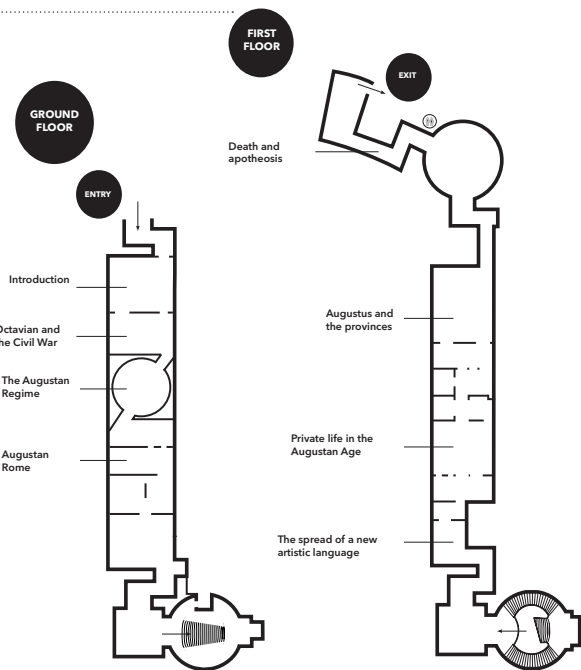 FIRST
FLOOR
EXIT
GROUND
FLOOR
Death and
apotheosis
ENTRY
Introduction
Octavian and
the Civil War
The Augustan
Regime
Augustan
Rome
Augustus and
the provinces
Private life in the
Augustan Age
The spread of a new
artistic language